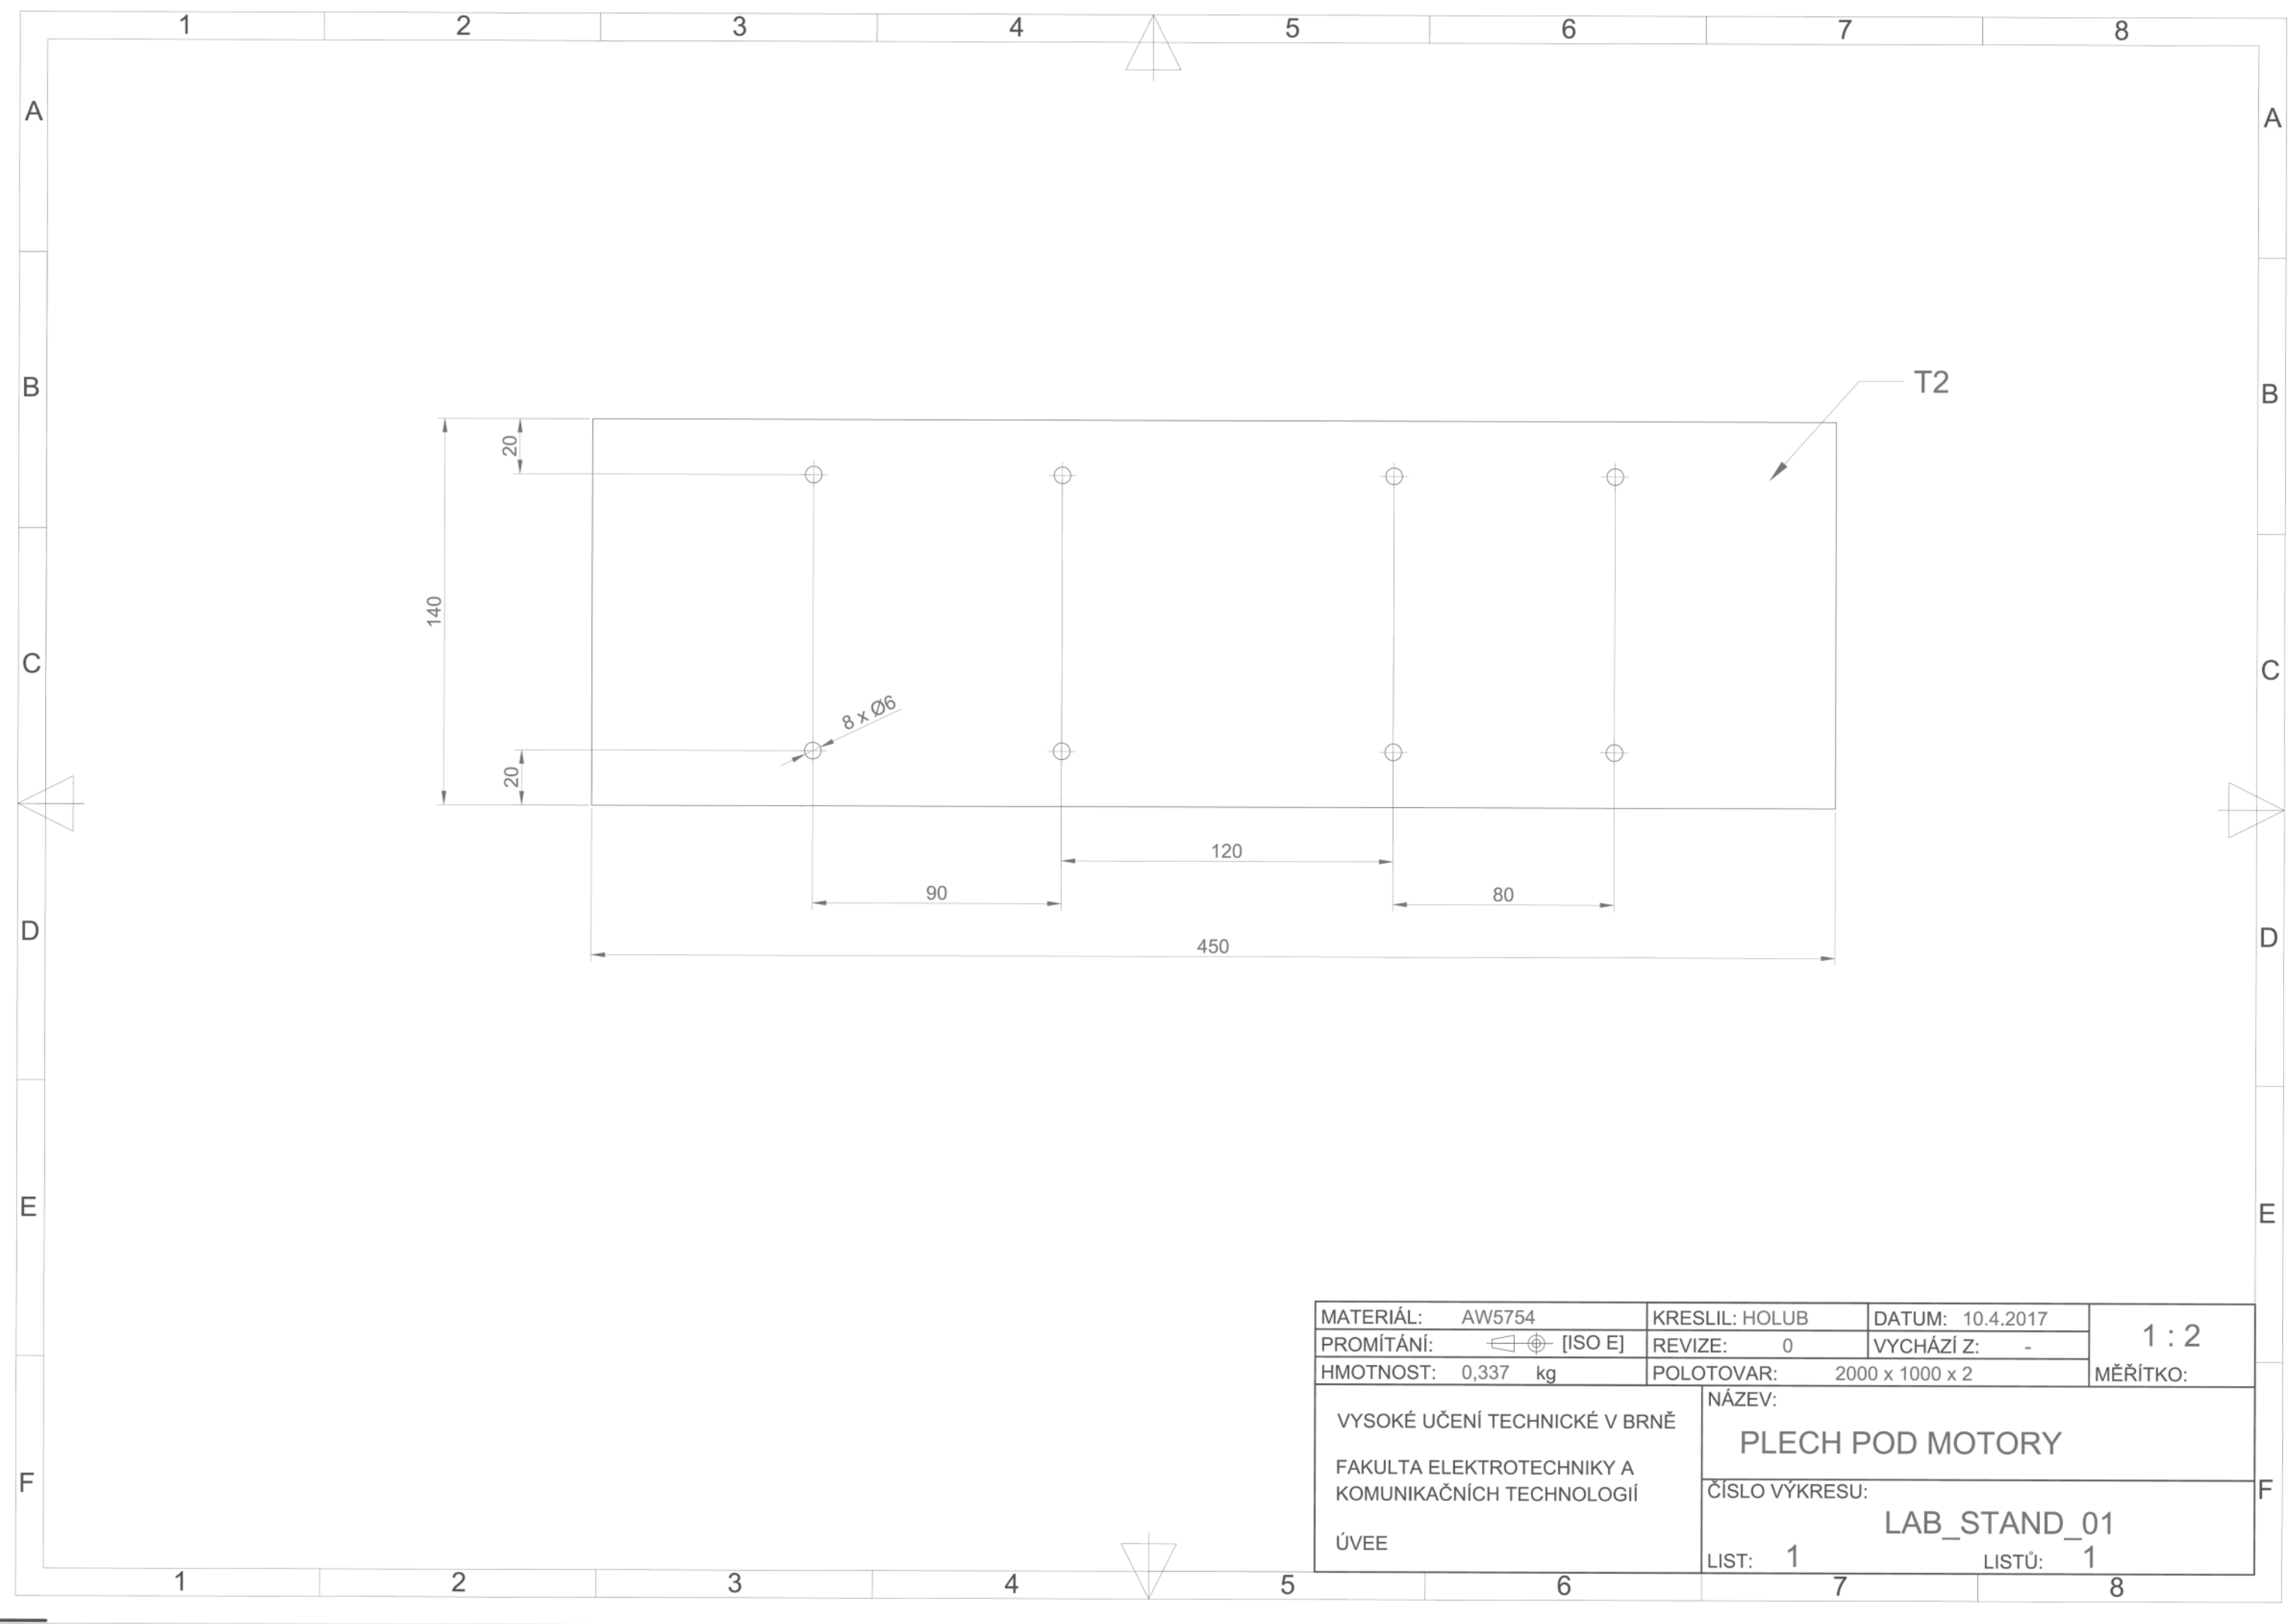 1 2 3 4 5 6 7 8
A A
T2
B B
20
140
C C
8 x Ø6
20
120
90 80
D D
450
E E
MATERIÁL: AW5754 KRESLIL: HOLUB DATUM: 10.4.2017 1 : 2
PROMÍTÁNÍ: [ISO E] REVIZE: 0 VYCHÁZÍ Z: -
HMOTNOST: 0,337 kg POLOTOVAR: 2000 x 1000 x 2 MĚŘÍTKO:
VYSOKÉ UČENÍ TECHNICKÉ V BRNĚ
FAKULTA ELEKTROTECHNIKY A
KOMUNIKAČNÍCH TECHNOLOGIÍ
ÚVEE
NÁZEV:
PLECH POD MOTORY
F F
ČÍSLO VÝKRESU:
LAB_STAND_01
LIST: 1 LISTŮ: 1
1 2 3 4 5 6 7 8